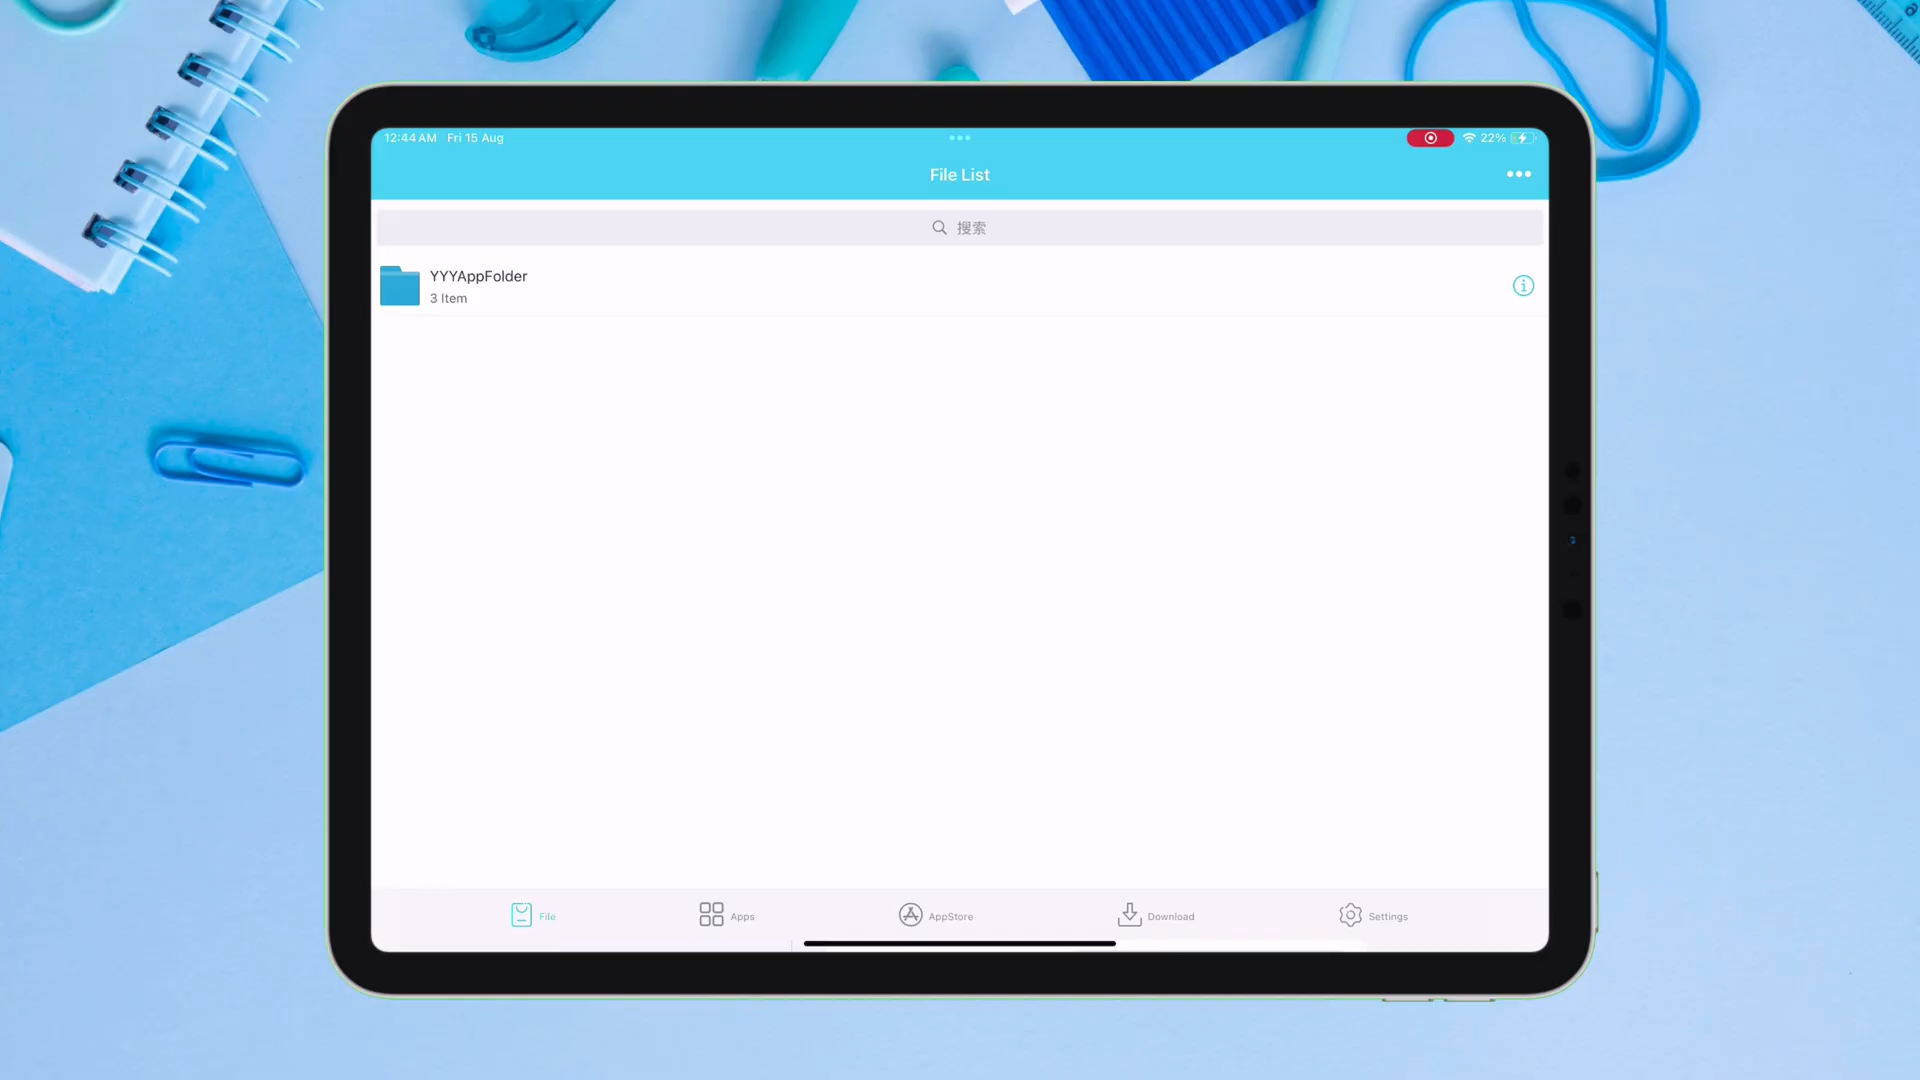 12:44 AM Fri 15 Aug
22%
File List
搜索
YYYAppFolder
3 Item
File
Apps
AppStore
Download
Settings